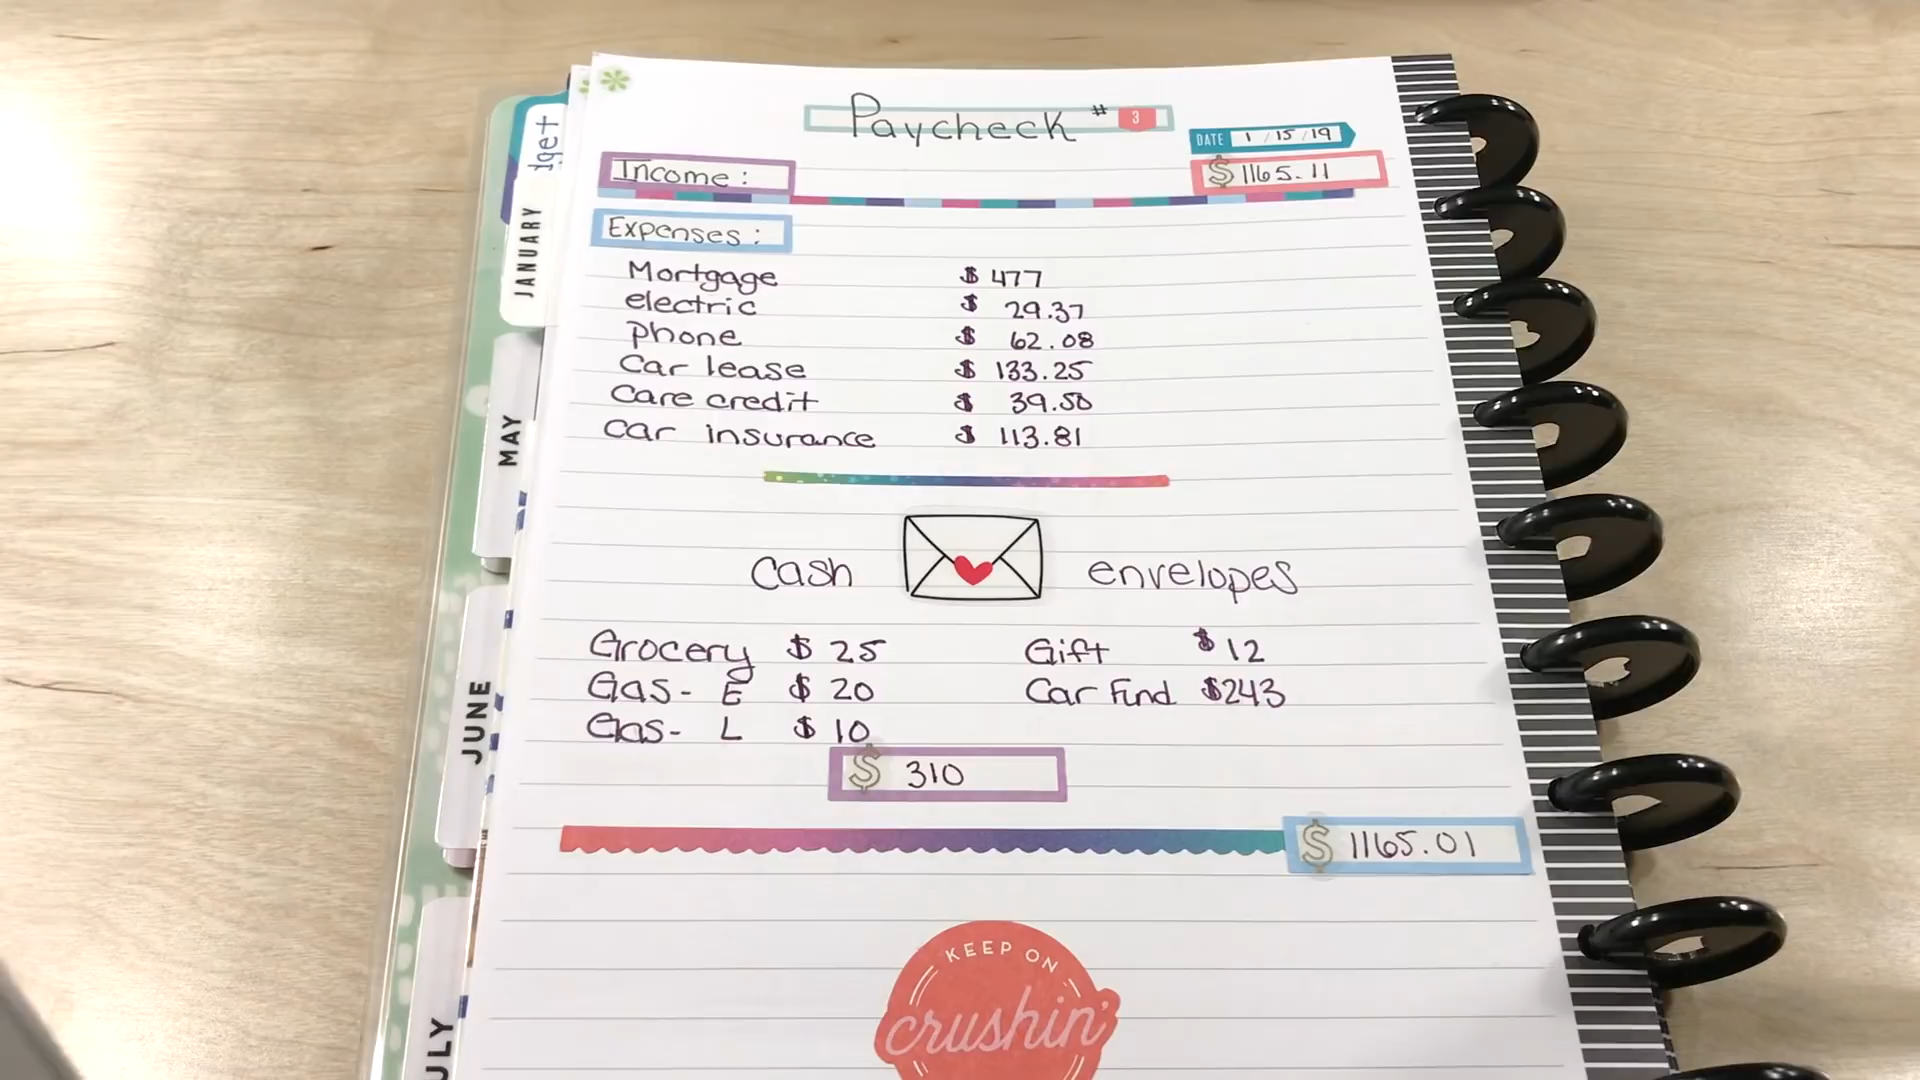 Paycheck # 3
DATE 1/15/19
Income: $ 1165.11
Expenses:
Mortgage $ 477
electric $ 29.37
phone $ 62.08
Car lease $ 133.25
Care credit $ 39.50
Car insurance $ 113.81
Cash envelopes
Grocery $ 25 Gift $ 12
Gas- E $ 20 Car Fund $243
Gas- L $ 10
$ 310
$ 1165.01
KEEP ON
crushin'
JANUARY
MAY
JUNE